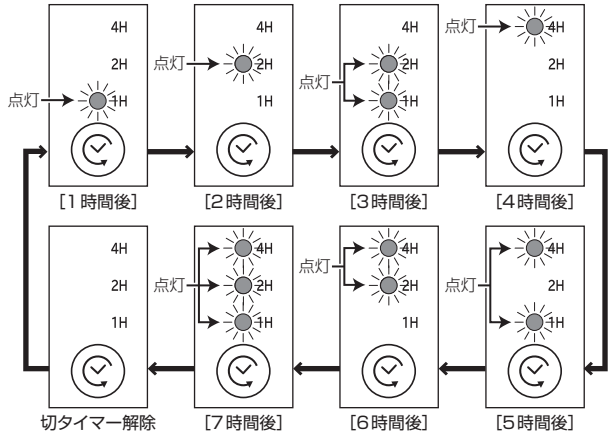 4H
2H
点灯 1H
[1時間後]
4H
点灯 2H
1H
[2時間後]
4H
点灯 2H
1H
[3時間後]
点灯 4H
2H
1H
[4時間後]
4H
2H
1H
切タイマー解除
4H
点灯 2H
1H
[7時間後]
点灯 4H
2H
1H
[6時間後]
4H
点灯 2H
1H
[5時間後]